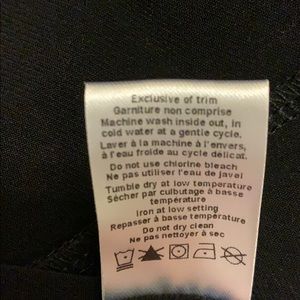 Exclusive of trim
Garniture non comprise
Machine wash inside out, in
cold water at a gentle cycle.
Laver à la machine à l'envers,
à l'eau froide au cycle délicat.
Do not use chlorine bleach
Ne pas utiliser l'eau de javel
Tumble dry at low temperature
Sécher par culbutage à basse
température
Iron at low setting
Repasser à basse température
Do not dry clean
Ne pas nettoyer à sec